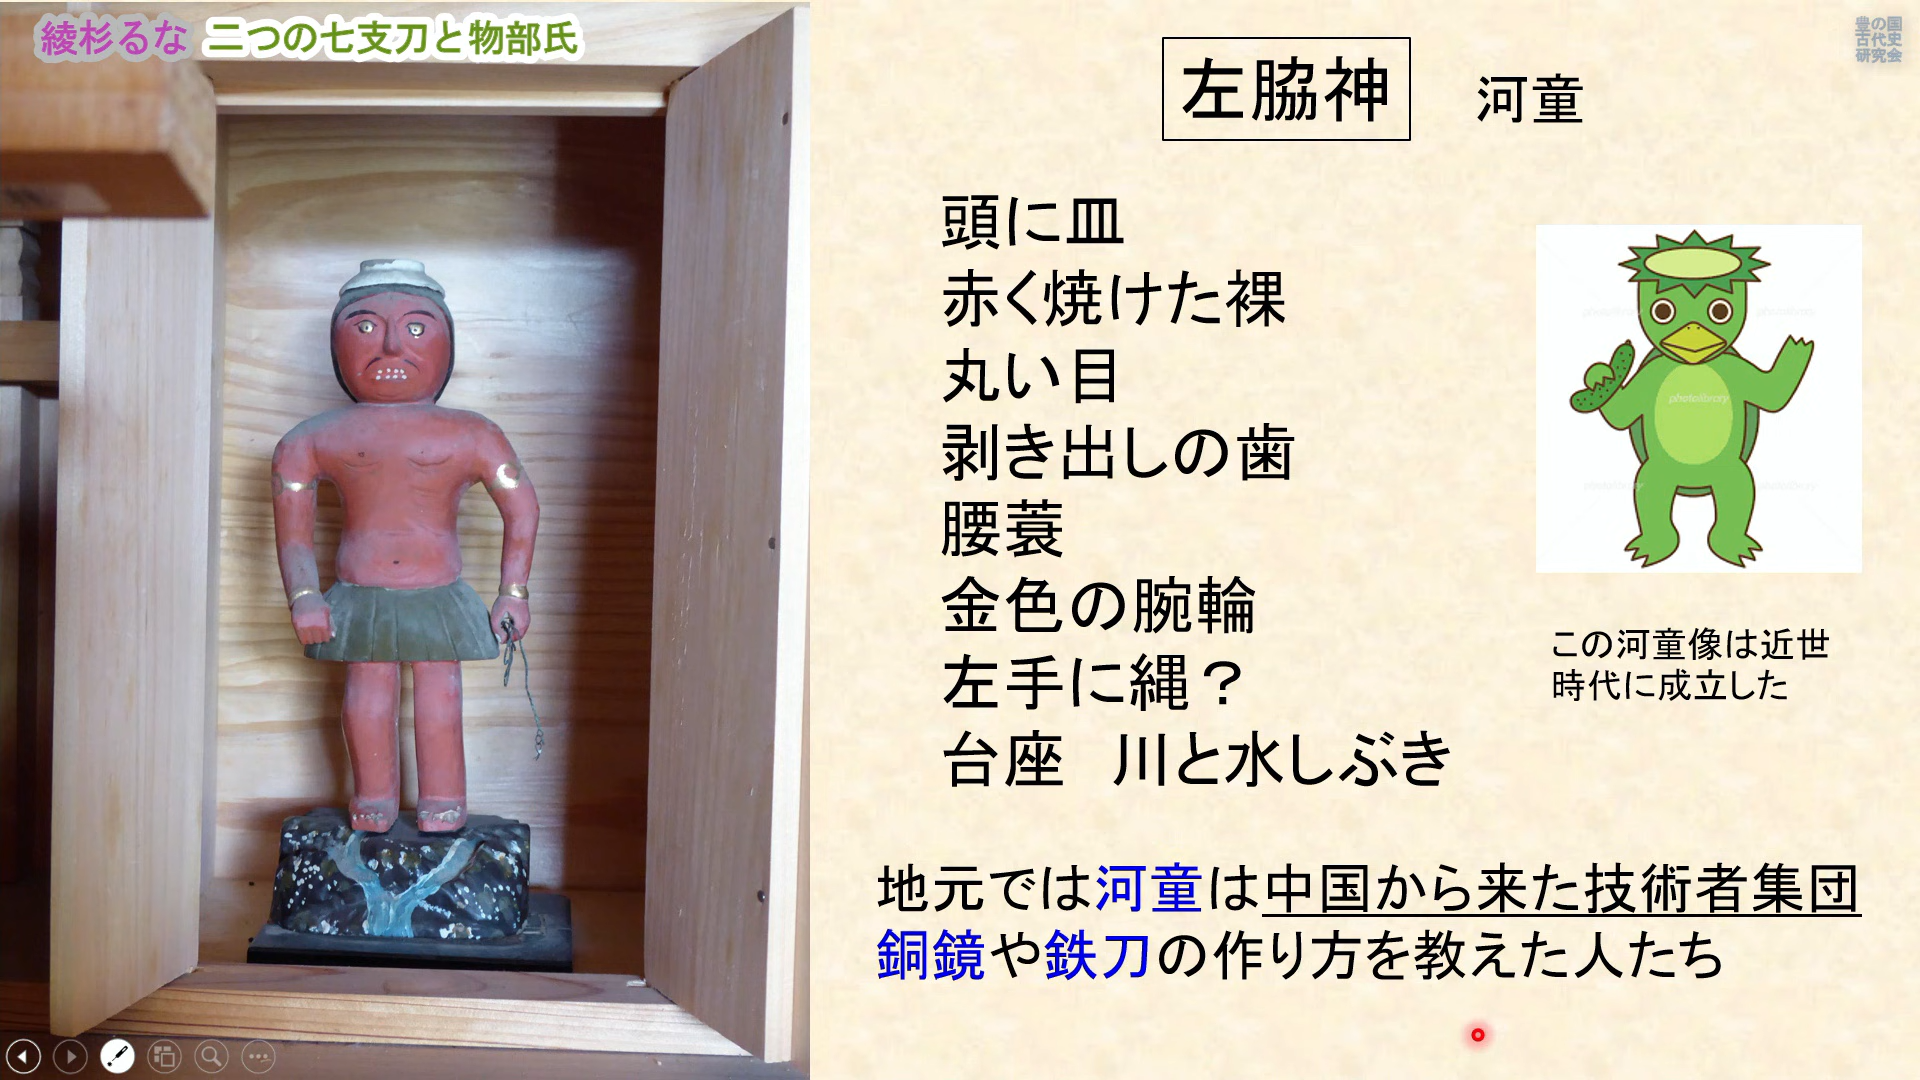 綾杉るな 二つの七支刀と物部氏
豊の国
古代史
研究会
左脇神 河童
頭に皿
赤く焼けた裸
丸い目
剥き出しの歯
腰蓑
金色の腕輪
左手に縄？
台座 川と水しぶき
photolibrary
photolibrary
photolibrary
photolibrary
photolibrary
この河童像は近世
時代に成立した
地元では河童は中国から来た技術者集団
銅鏡や鉄刀の作り方を教えた人たち